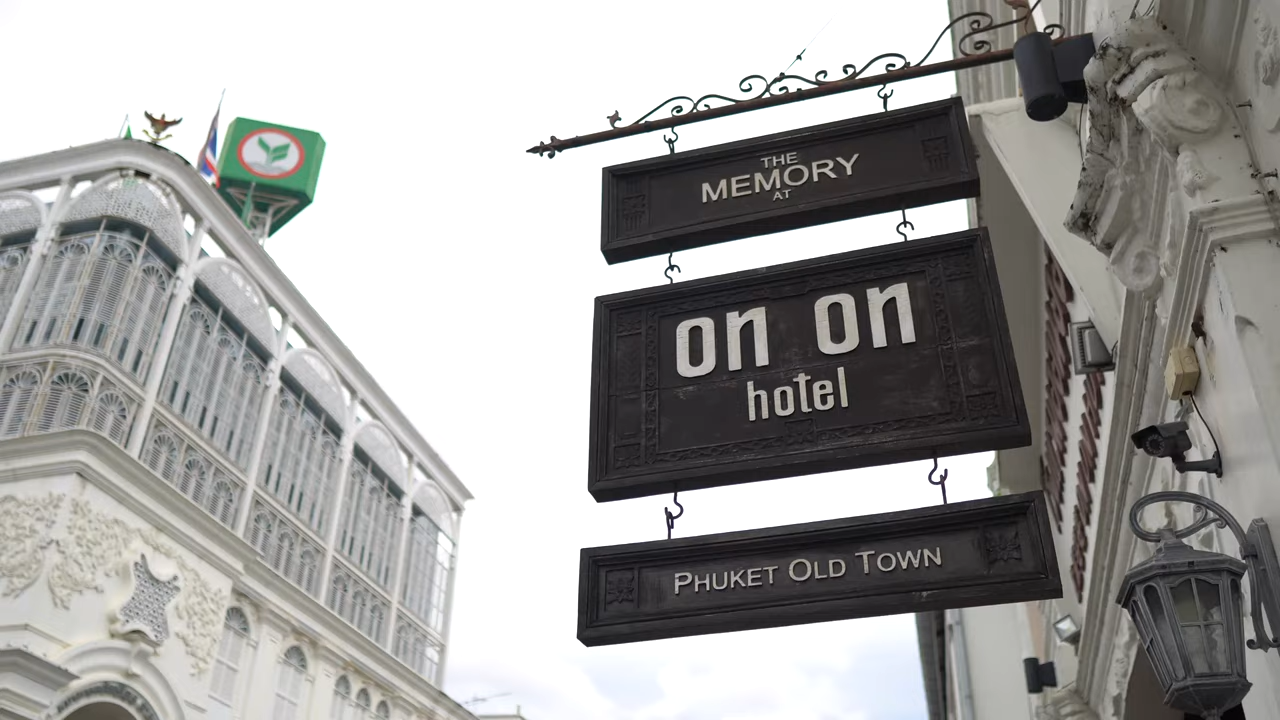 THE
MEMORY
AT
on on
hotel
PHUKET OLD TOWN